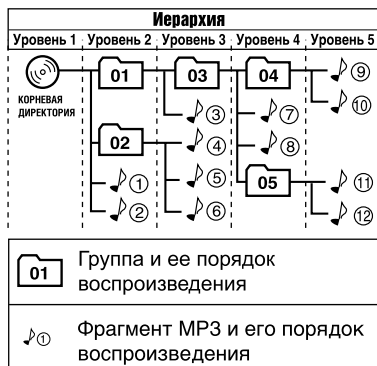 Иерархия
Уровень 1 Уровень 2 Уровень 3 Уровень 4 Уровень 5
01 03 04 ⑨
КОРНЕВАЯ
ДИРЕКТОРИЯ
⑩
③ ⑦
02 ④ ⑧
① ⑤ 05 ⑪
② ⑥ ⑫
01
Группа и ее порядок
воспроизведения
①
Фрагмент MP3 и его порядок
воспроизведения